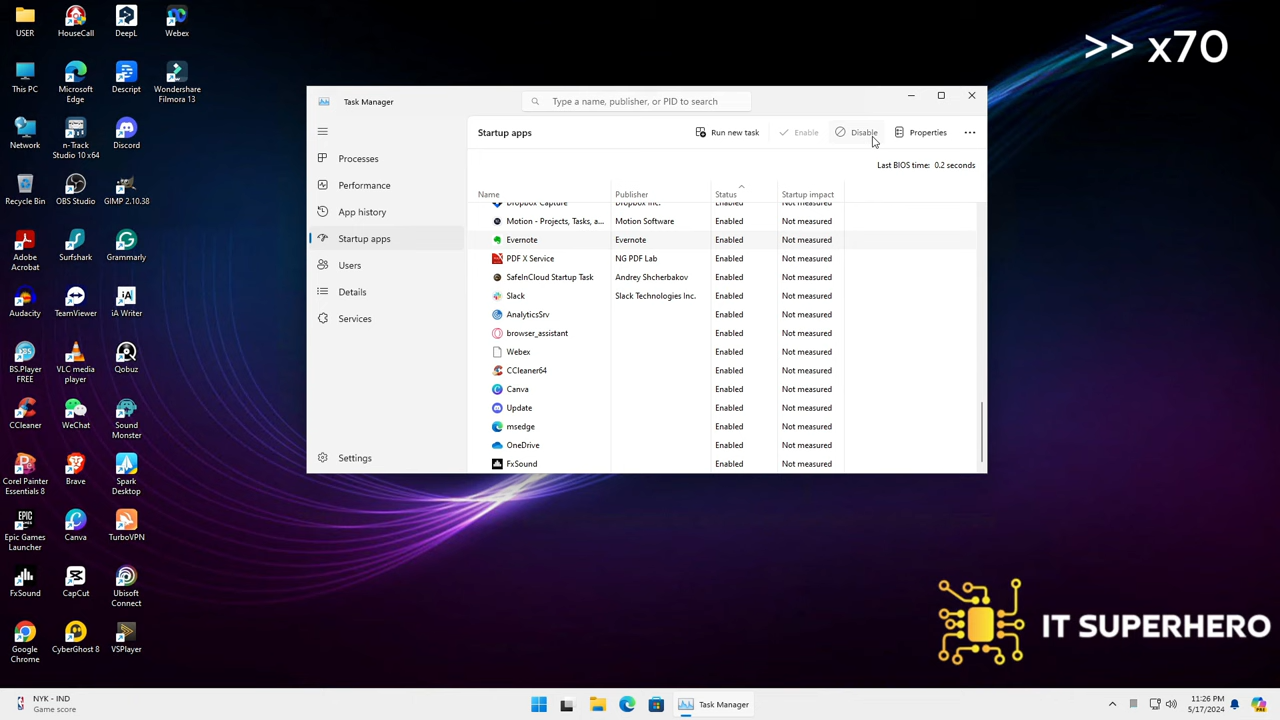 USER
HouseCall
DeepL
Webex
This PC
Microsoft
Edge
Descript
Wondershare
Filmora 13
Network
n-Track
Studio 10 x64
Discord
Recycle Bin
OBS Studio
GIMP 2.10.38
Adobe
Acrobat
Surfshark
Grammarly
Audacity
TeamViewer
iA Writer
BS.Player
FREE
VLC media
player
Qobuz
CCleaner
WeChat
Sound
Monster
Corel Painter
Essentials 8
Brave
Spark
Desktop
Epic Games
Launcher
Canva
TurboVPN
FxSound
CapCut
Ubisoft
Connect
Google
Chrome
CyberGhost 8
VSPlayer
>> x70
Task Manager
Type a name, publisher, or PID to search
Startup apps
Run new task
Enable
Disable
Properties
Last BIOS time: 0.2 seconds
Processes
Performance
App history
Startup apps
Users
Details
Services
Settings
Name Publisher Status Startup impact
Dropbox Capture Dropbox Inc. Enabled Not measured
Motion - Projects, Tasks, a... Motion Software Enabled Not measured
Evernote Evernote Enabled Not measured
PDF X Service NG PDF Lab Enabled Not measured
SafeInCloud Startup Task Andrey Shcherbakov Enabled Not measured
Slack Slack Technologies Inc. Enabled Not measured
AnalyticsSrv Enabled Not measured
browser_assistant Enabled Not measured
Webex Enabled Not measured
CCleaner64 Enabled Not measured
Canva Enabled Not measured
Update Enabled Not measured
msedge Enabled Not measured
OneDrive Enabled Not measured
FxSound Enabled Not measured
IT SUPERHERO
NYK - IND
Game score
Task Manager
11:26 PM
5/17/2024